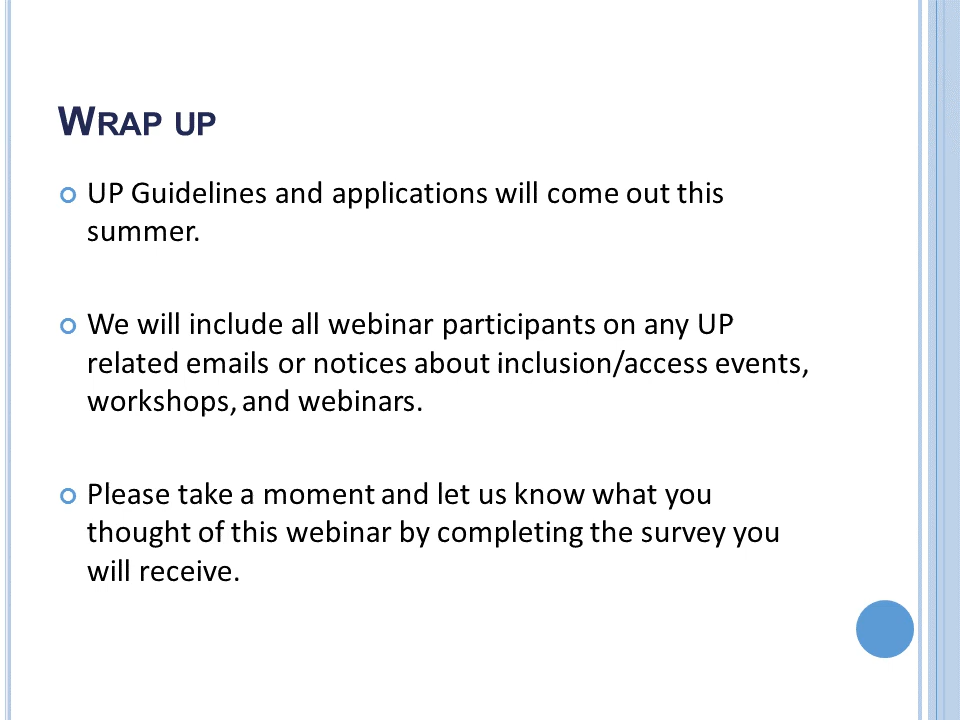 WRAP UP
UP Guidelines and applications will come out this
summer.
We will include all webinar participants on any UP
related emails or notices about inclusion/access events,
workshops, and webinars.
Please take a moment and let us know what you
thought of this webinar by completing the survey you
will receive.